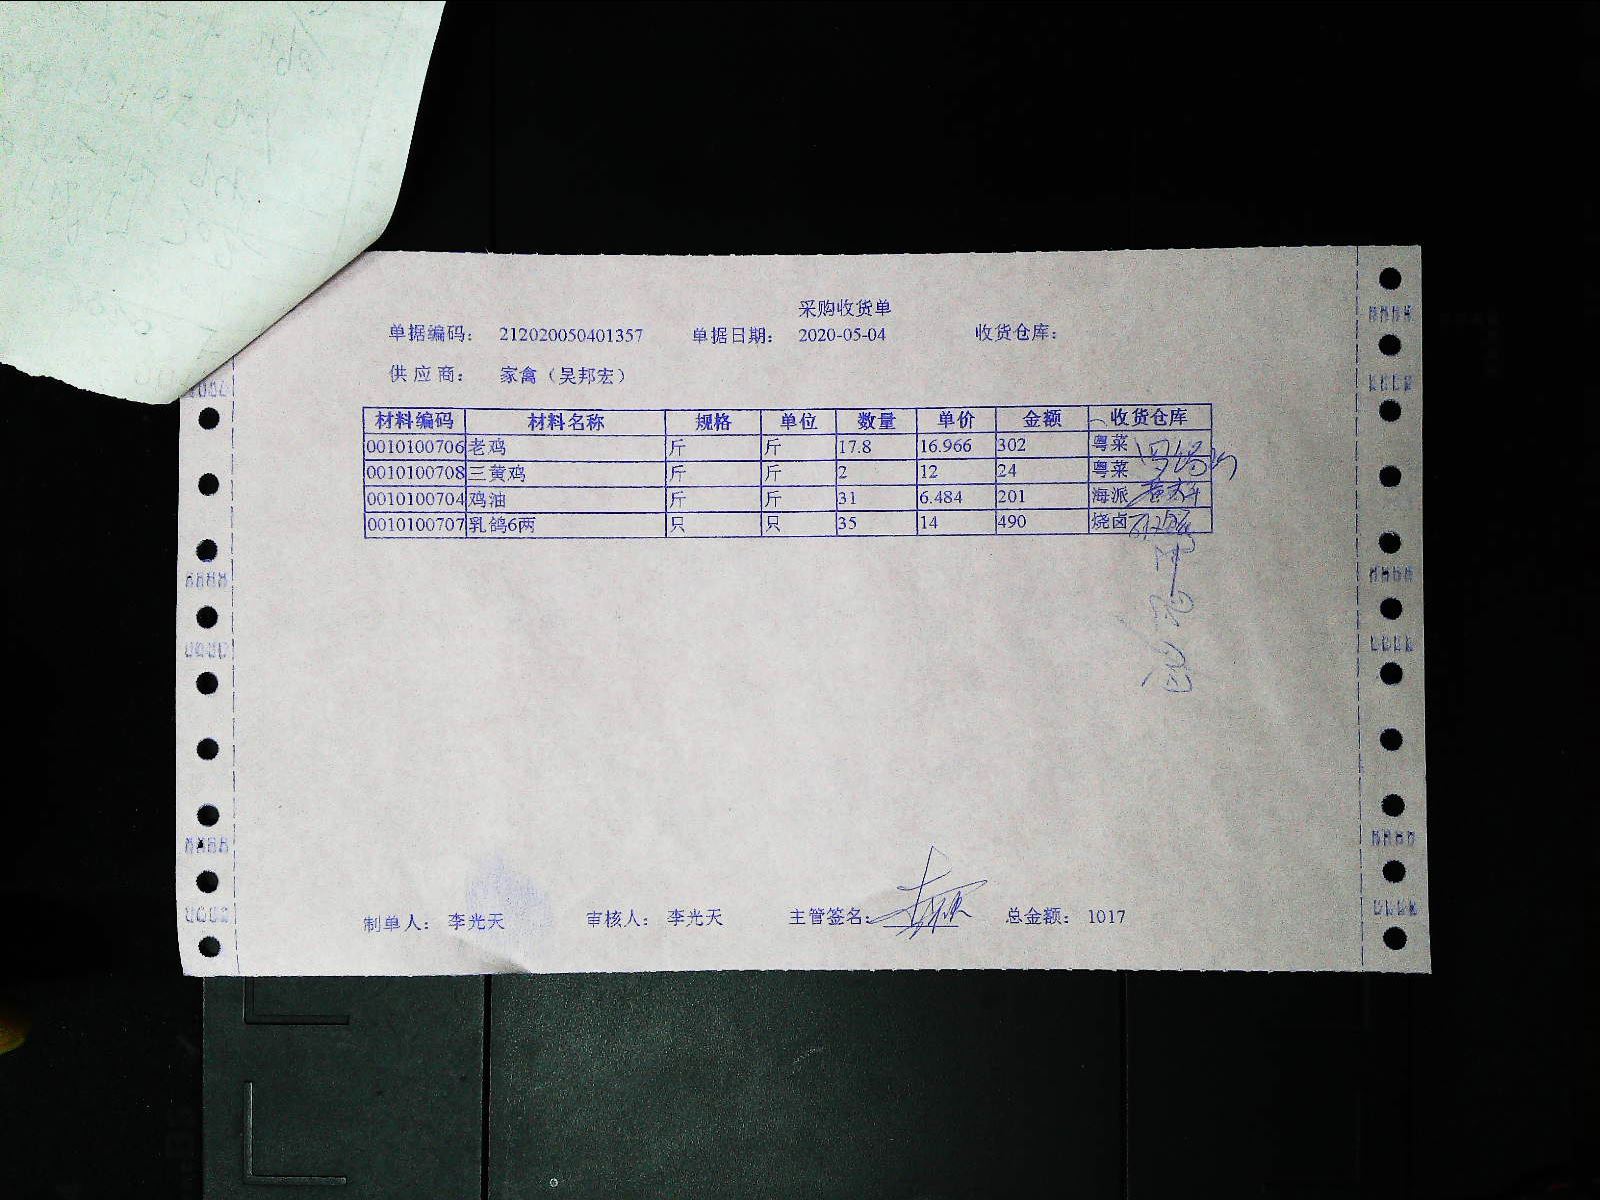 采购收货单
单据编码： 212020050401357 单据日期： 2020-05-04 收货仓库：
供应商： 家禽（吴邦宏）
材料编码 材料名称 规格 单位 数量 单价 金额 收货仓库
0010100706 老鸡 斤 斤 17.8 16.966 302 粤菜
0010100708 三黄鸡 斤 斤 2 12 24 粤菜
0010100704 鸡油 斤 斤 31 6.484 201 海派
0010100707 乳鸽6两 只 只 35 14 490 烧卤
制单人： 李光天 审核人： 李光天 主管签名： 总金额： 1017